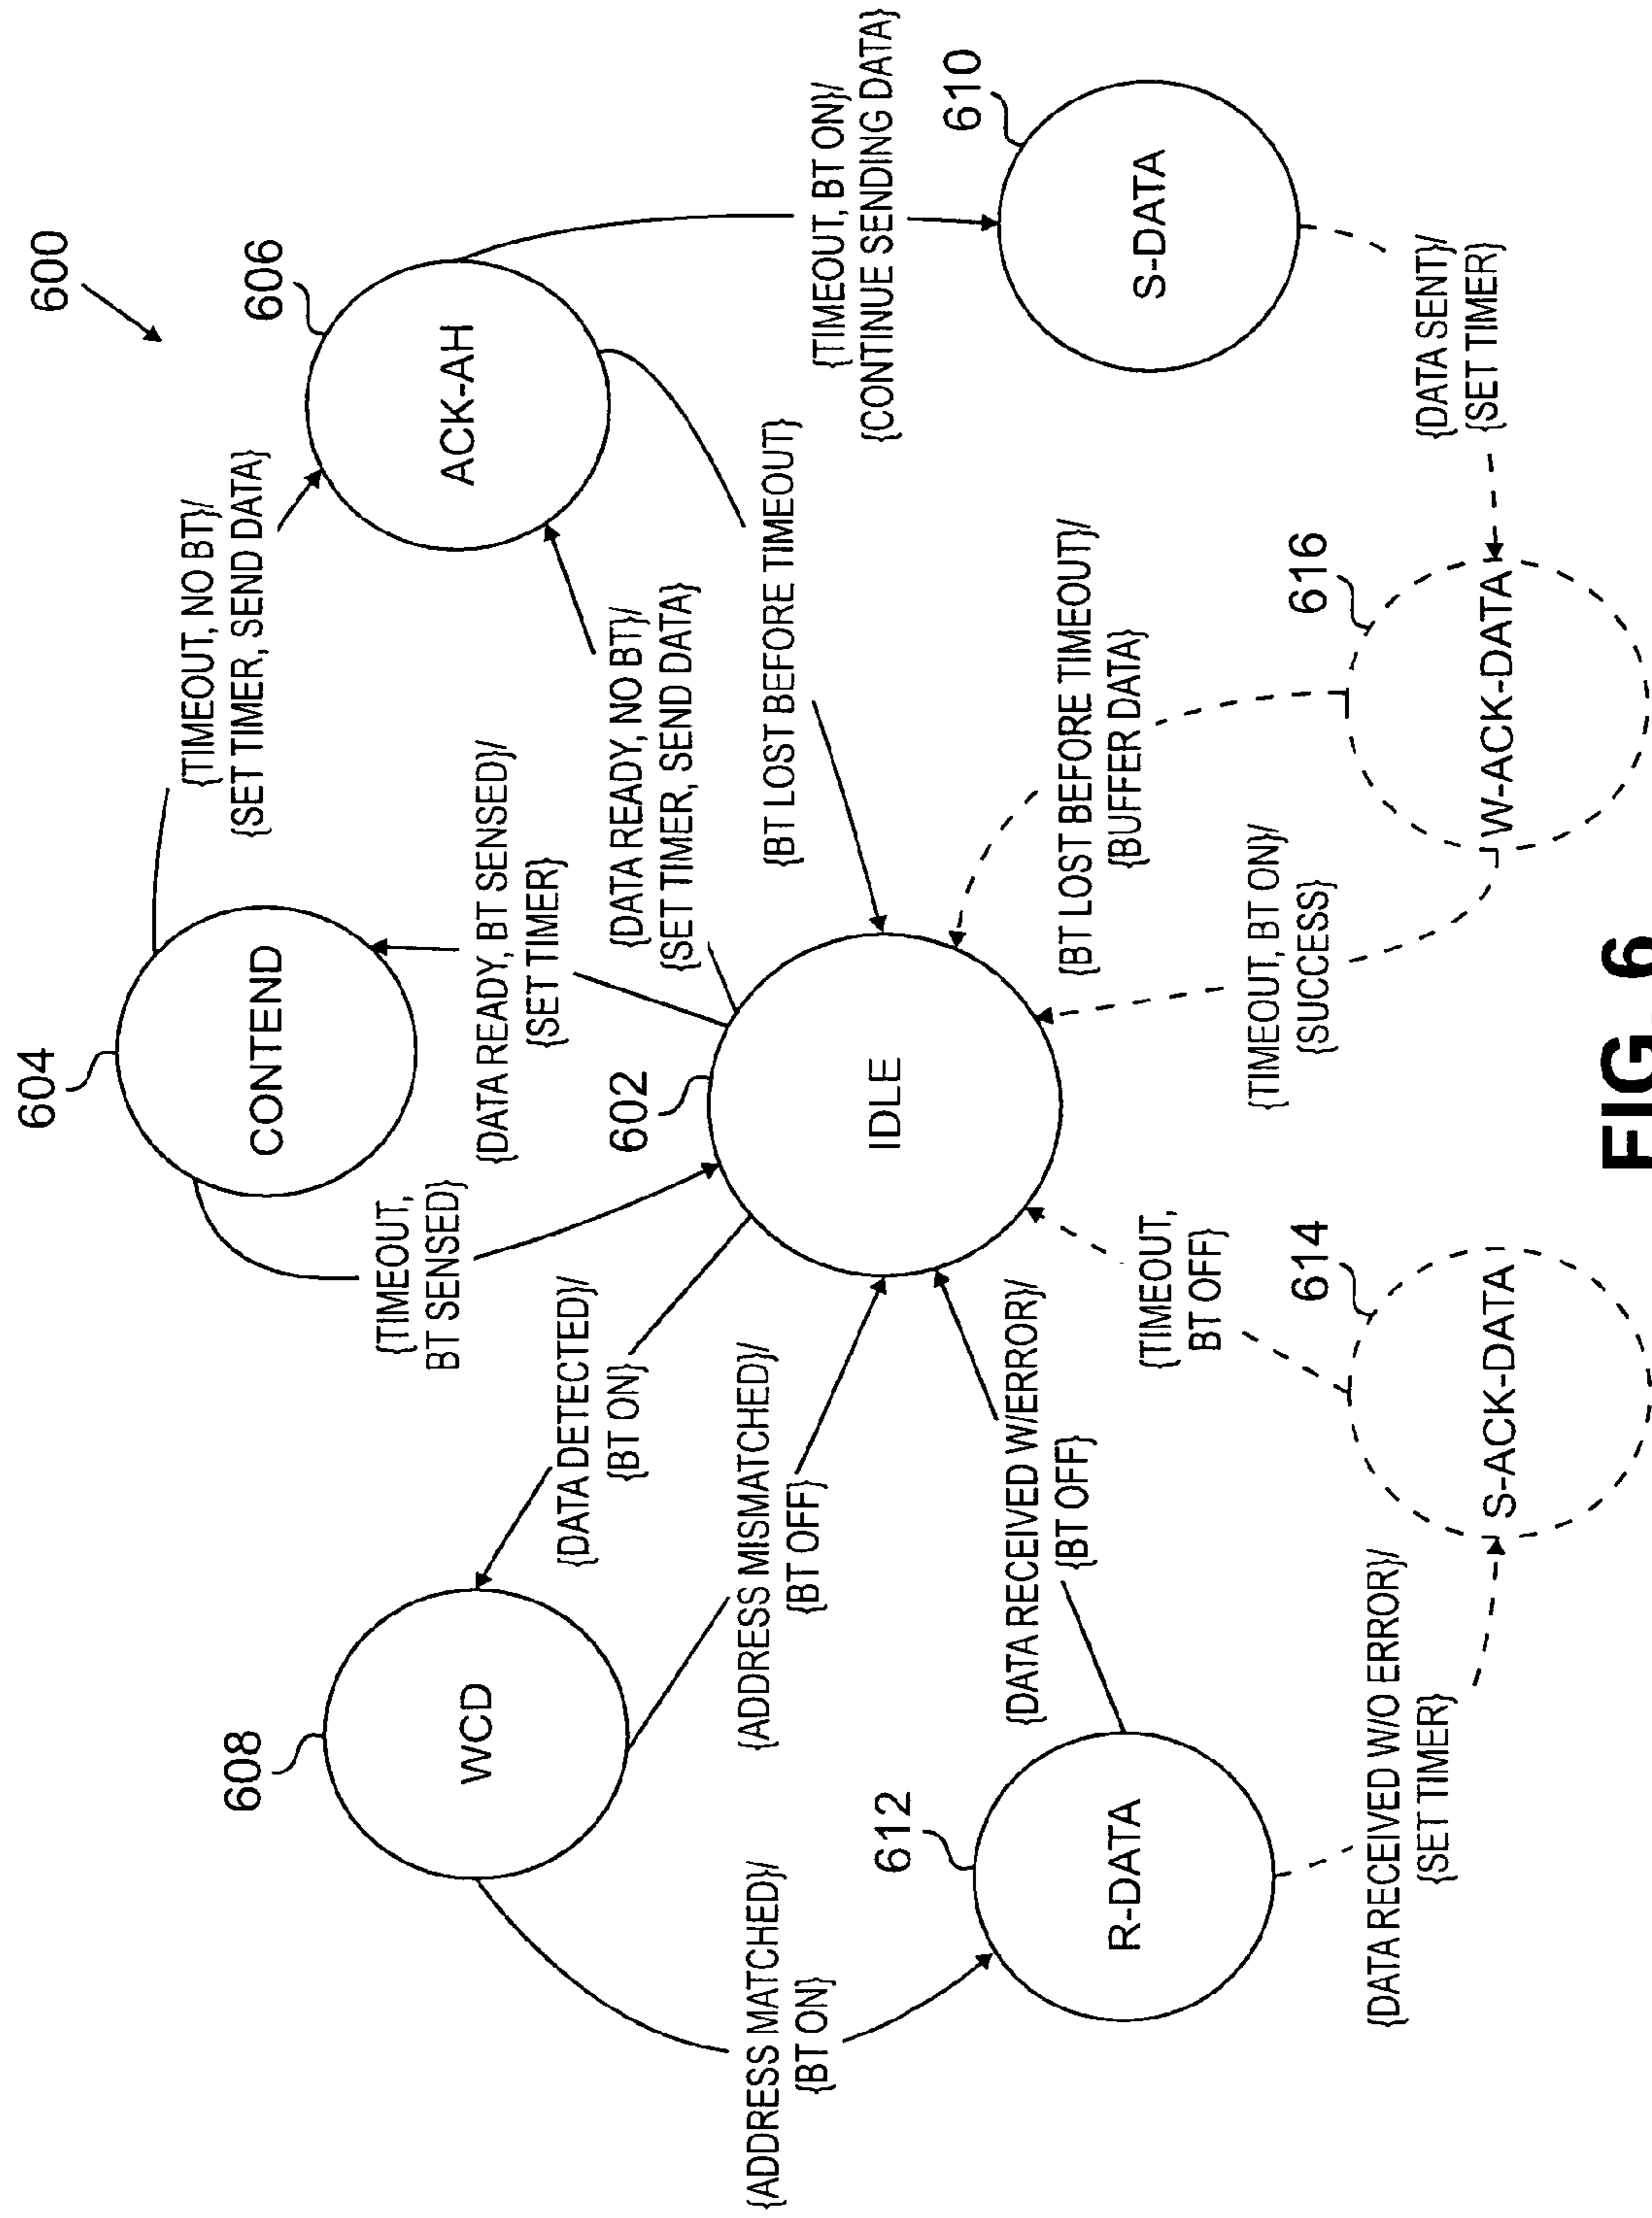 600
604
CONTEND
{TIMEOUT, NO BT}/
{SET TIMER, SEND DATA}
606
ACK-AH
{TIMEOUT,
BT SENSED}
{DATA READY, BT SENSED}/
{SET TIMER}
608
WCD
{DATA DETECTED}/
{BT ON}
602
IDLE
{DATA READY, NO BT}/
{SET TIMER, SEND DATA}
{BT LOST BEFORE TIMEOUT}
{TIMEOUT, BT ON}/
{CONTINUE SENDING DATA}
{ADDRESS MATCHED}/
{BT ON}
{ADDRESS MISMATCHED}/
{BT OFF}
612
R-DATA
{DATA RECEIVED W/ERROR}/
{BT OFF}
610
S-DATA
{BT LOST BEFORE TIMEOUT}/
{BUFFER DATA}
{TIMEOUT,
BT OFF}
{TIMEOUT, BT ON}/
{SUCCESS}
614
S-ACK-DATA
616
W-ACK-DATA
{DATA RECEIVED W/O ERROR}/
{SET TIMER}
{DATA SENT}/
{SET TIMER}
FIG. 6